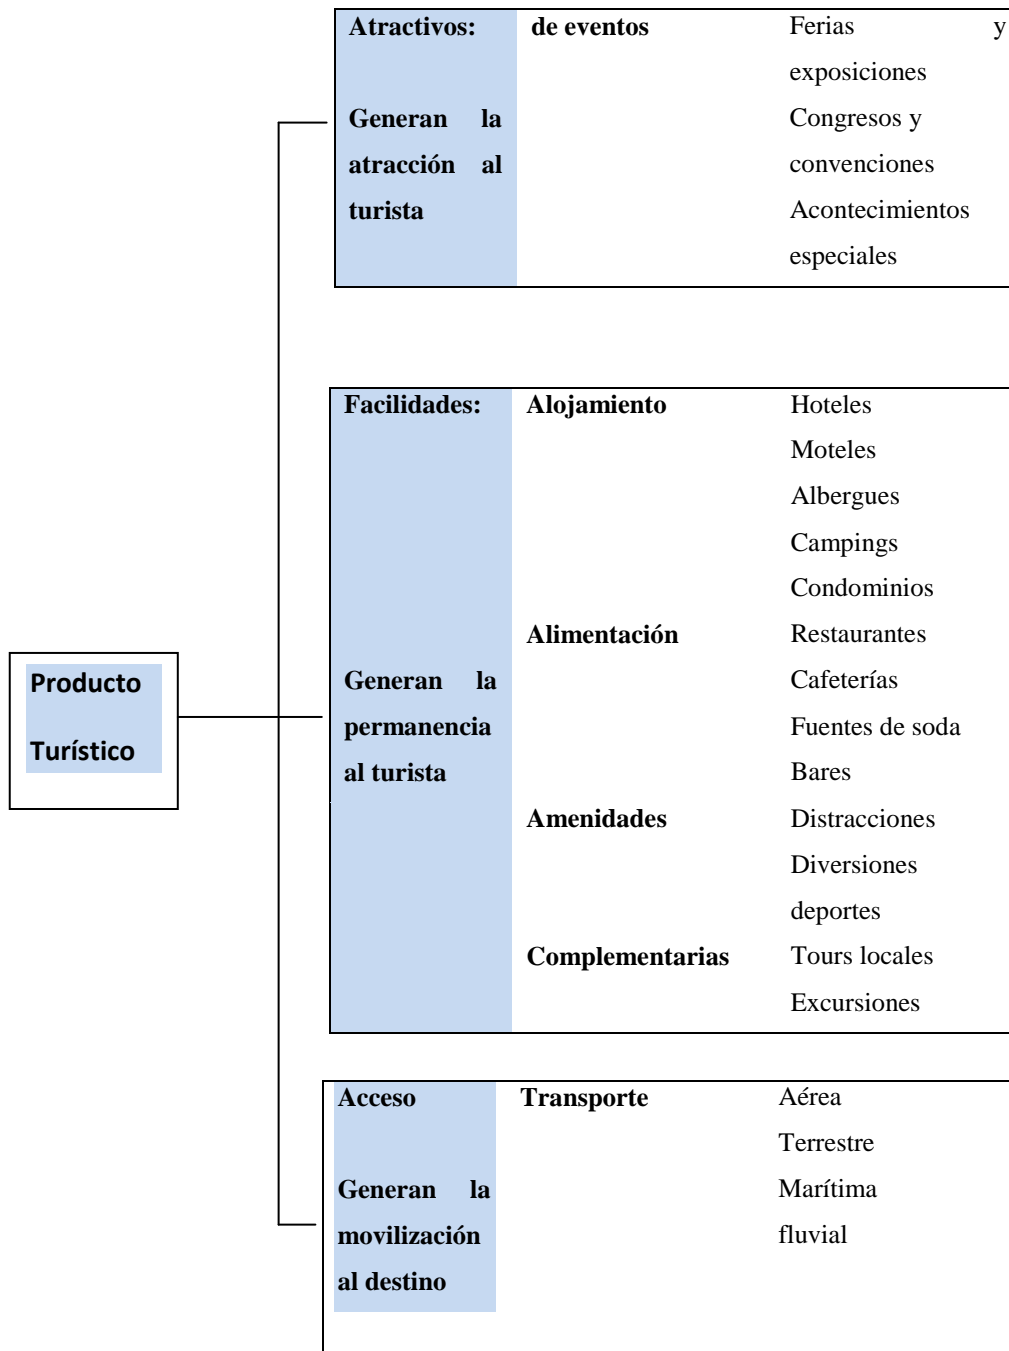 Atractivos:
Generan la
atracción al
turista
de eventos
Ferias y
exposiciones
Congresos y
convenciones
Acontecimientos
especiales
Producto
Turístico
Facilidades:
Generan la
permanencia
al turista
Alojamiento
Hoteles
Moteles
Albergues
Campings
Condominios
Alimentación
Restaurantes
Cafeterías
Fuentes de soda
Bares
Amenidades
Distracciones
Diversiones
deportes
Complementarias
Tours locales
Excursiones
Acceso
Generan la
movilización
al destino
Transporte
Aérea
Terrestre
Marítima
fluvial